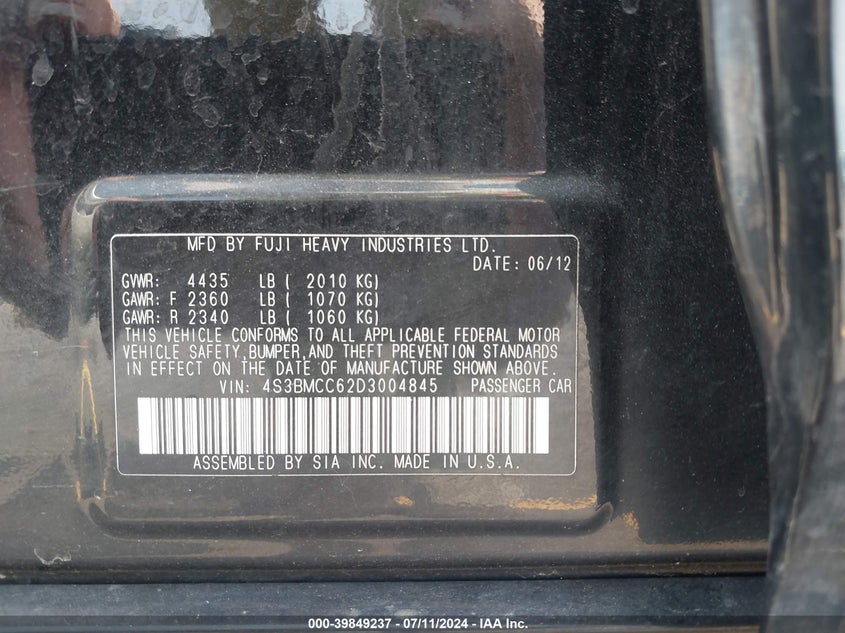 MFD BY FUJI HEAVY INDUSTRIES LTD.
DATE: 06/12
GVWR: 4435 LB ( 2010 KG)
GAWR: F 2360 LB ( 1070 KG)
GAWR: R 2340 LB ( 1060 KG)
THIS VEHICLE CONFORMS TO ALL APPLICABLE FEDERAL MOTOR
VEHICLE SAFETY,BUMPER,AND THEFT PREVENTION STANDARDS
IN EFFECT ON THE DATE OF MANUFACTURE SHOWN ABOVE.
VIN: 4S3BMCC62D3004845 PASSENGER CAR
ASSEMBLED BY SIA INC. MADE IN U.S.A.
000-39849237 - 07/11/2024 - IAA Inc.